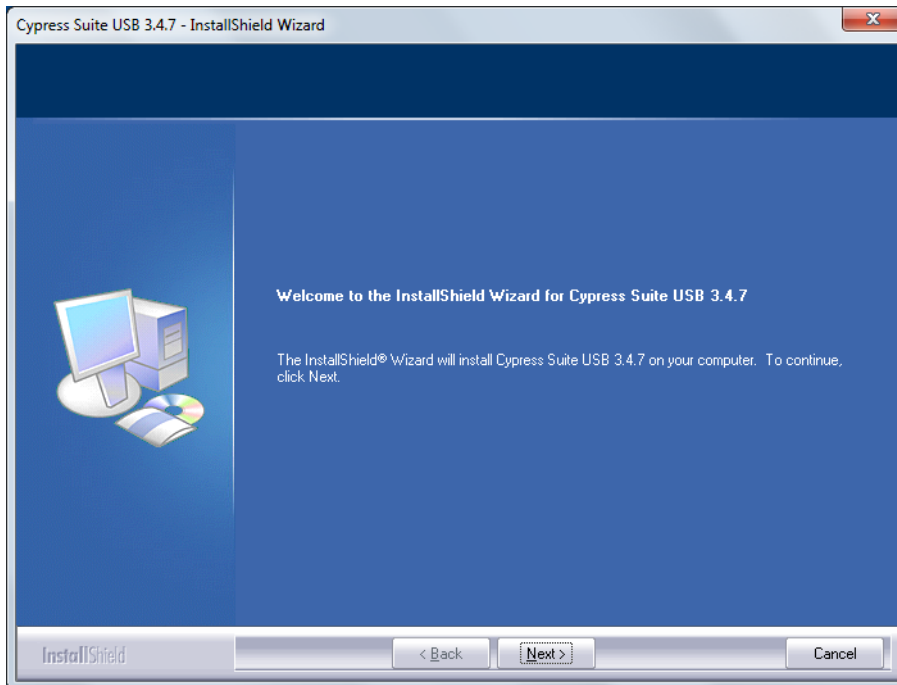 Cypress Suite USB 3.4.7 - InstallShield Wizard
Welcome to the InstallShield Wizard for Cypress Suite USB 3.4.7
The InstallShield® Wizard will install Cypress Suite USB 3.4.7 on your computer. To continue,
click Next.
InstallShield
< Back
Next >
Cancel